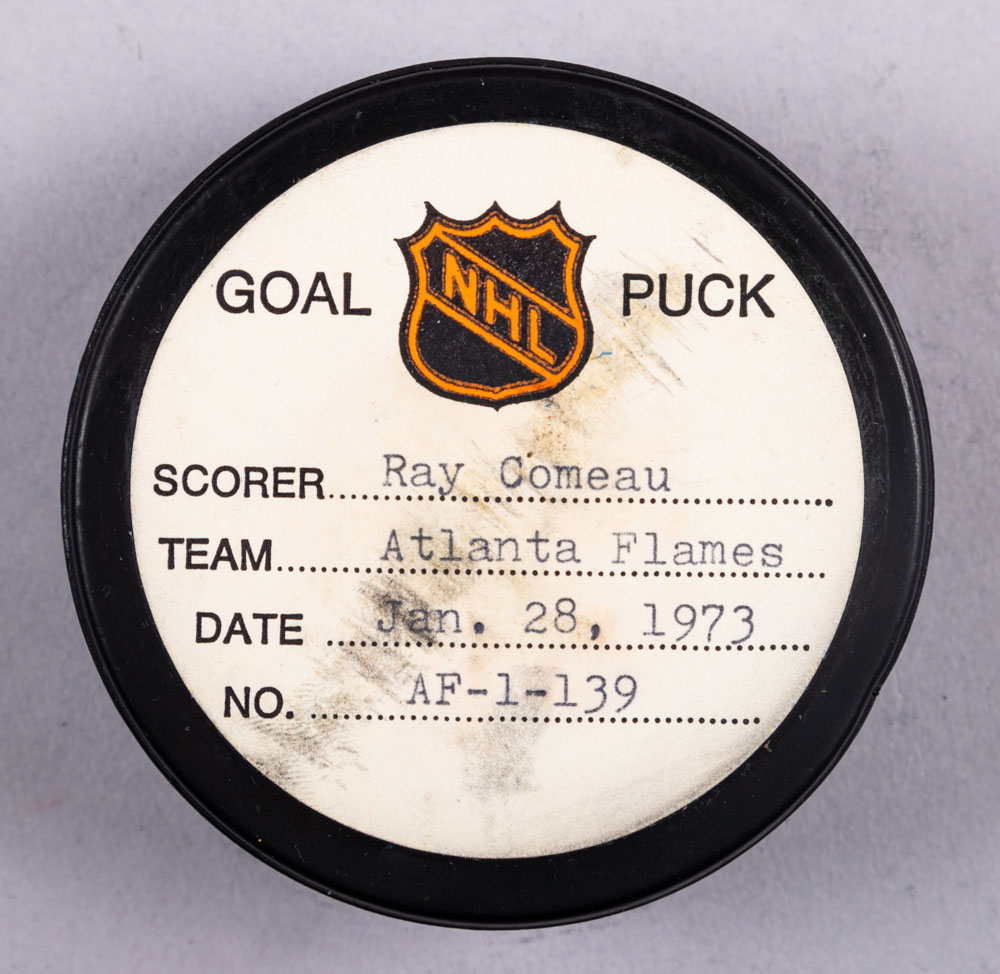 GOAL NHL PUCK
SCORER.... Ray Comeau
TEAM..... Atlanta Flames
DATE ..... Jan. 28, 1973
NO. .... AF-1-139